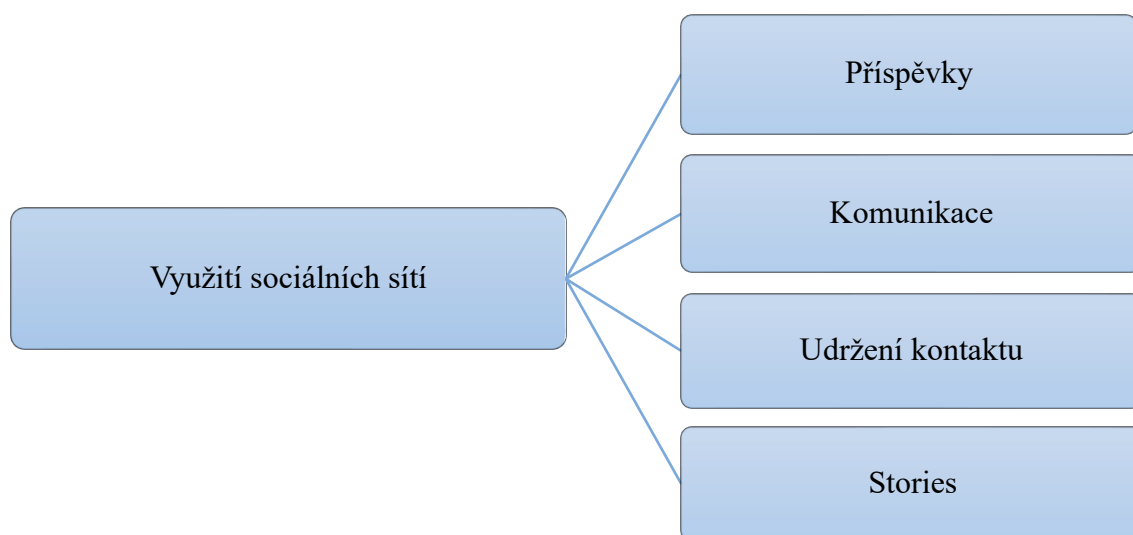 Využití sociálních sítí
Příspěvky
Komunikace
Udržení kontaktu
Stories